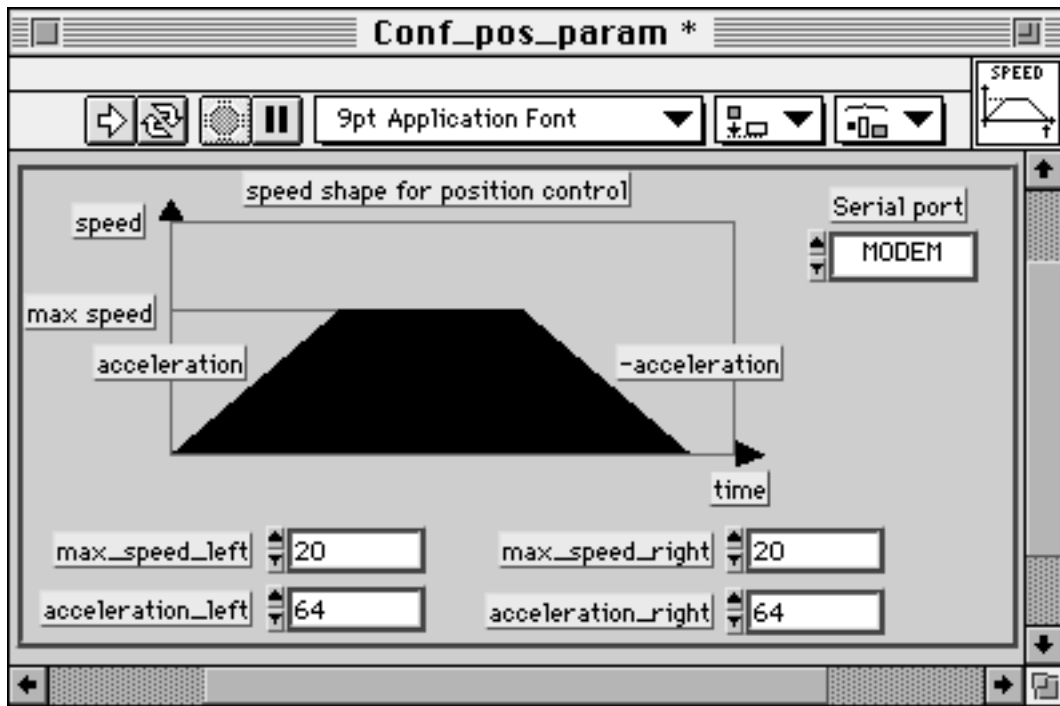 Conf_pos_param *
SPEED
t
9pt Application Font
speed shape for position control
speed
Serial port
MODEM
max speed
acceleration
-acceleration
time
max_speed_left
20
max_speed_right
20
acceleration_left
64
acceleration_right
64